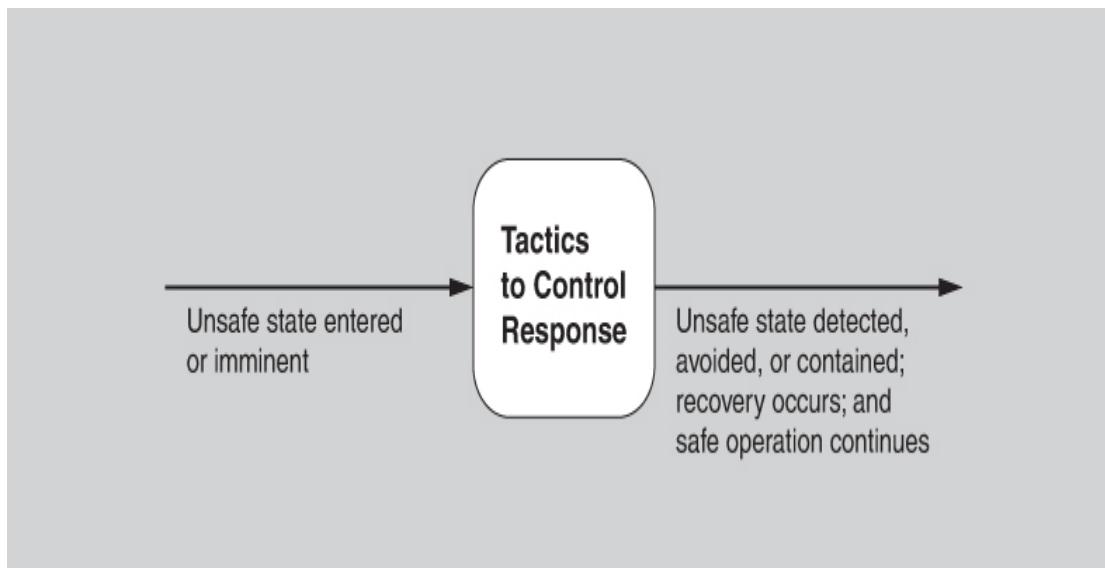 Unsafe state entered
or imminent
Tactics
to Control
Response
Unsafe state detected,
avoided, or contained;
recovery occurs; and
safe operation continues